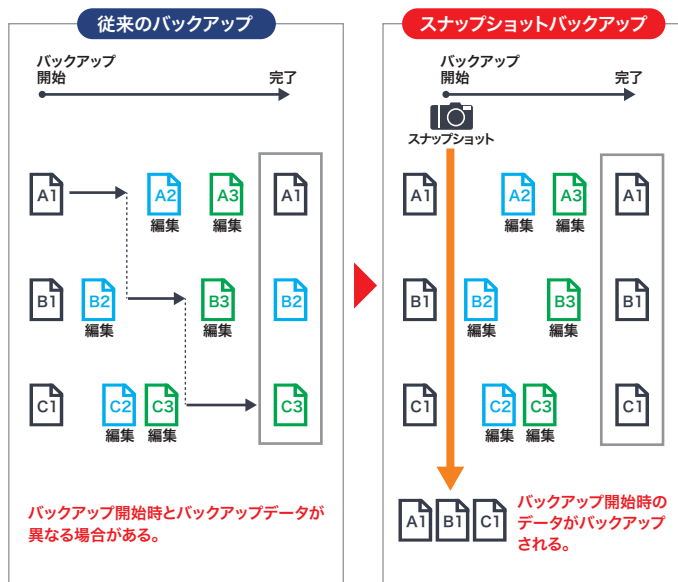 従来のバックアップ
バックアップ
開始
完了
A1
A2
編集
A3
編集
A1
B1
B2
編集
B3
編集
B2
C1
C2
編集
C3
編集
C3
バックアップ開始時とバックアップデータが
異なる場合がある。
スナップショットバックアップ
バックアップ
開始
完了
スナップショット
A1
A2
編集
A3
編集
A1
B1
B2
編集
B3
編集
B1
C1
C2
編集
C3
編集
C1
A1
B1
C1
バックアップ開始時の
データがバックアップ
される。